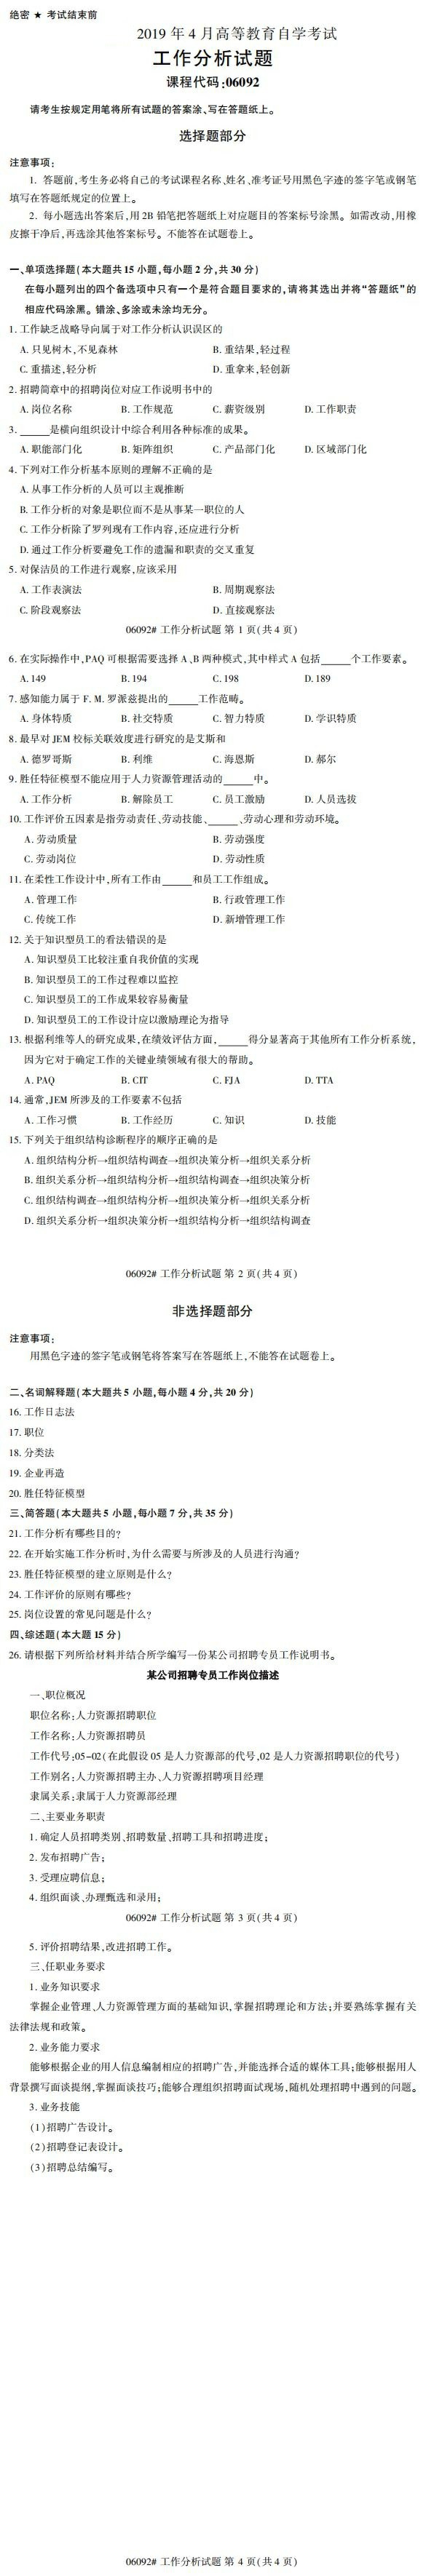 绝密 ★ 考试结束前
2019 年 4 月高等教育自学考试
工作分析试题
课程代码:06092
请考生按规定用笔将所有试题的答案涂、写在答题纸上。
选择题部分
注意事项:
1. 答题前,考生务必将自己的考试课程名称、姓名、准考证号用黑色字迹的签字笔或钢笔
填写在答题纸规定的位置上。
2. 每小题选出答案后,用 2B 铅笔把答题纸上对应题目的答案标号涂黑。如需改动,用橡
皮擦干净后,再选涂其他答案标号。不能答在试题卷上。
一、单项选择题(本大题共 15 小题,每小题 2 分,共 30 分)
在每小题列出的四个备选项中只有一个是符合题目要求的,请将其选出并将“答题纸”的
相应代码涂黑。错涂、多涂或未涂均无分。
1. 工作缺乏战略导向属于对工作分析认识误区的
A. 只见树木,不见森林 B. 重结果,轻过程
C. 重描述,轻分析 D. 重拿来,轻创新
2. 招聘简章中的招聘岗位对应工作说明书中的
A. 岗位名称 B. 工作规范 C. 薪资级别 D. 工作职责
3. ______是横向组织设计中综合利用各种标准的成果。
A. 职能部门化 B. 矩阵组织 C. 产品部门化 D. 区域部门化
4. 下列对工作分析基本原则的理解不正确的是
A. 从事工作分析的人员可以主观推断
B. 工作分析的对象是职位而不是从事某一职位的人
C. 工作分析除了罗列现有工作内容,还应进行分析
D. 通过工作分析要避免工作的遗漏和职责的交叉重复
5. 对保洁员的工作进行观察,应该采用
A. 工作表演法 B. 周期观察法
C. 阶段观察法 D. 直接观察法
06092# 工作分析试题 第 1 页(共 4 页)
6. 在实际操作中,PAQ 可根据需要选择 A、B 两种模式,其中样式 A 包括______个工作要素。
A. 149 B. 194 C. 198 D. 189
7. 感知能力属于 F. M. 罗派兹提出的______工作范畴。
A. 身体特质 B. 社交特质 C. 智力特质 D. 学识特质
8. 最早对 JEM 校标关联效度进行研究的是艾斯和
A. 德罗哥斯 B. 利维 C. 海恩斯 D. 郝尔
9. 胜任特征模型不能应用于人力资源管理活动的______中。
A. 工作分析 B. 解除员工 C. 员工激励 D. 人员选拔
10. 工作评价五因素是指劳动责任、劳动技能、______、劳动心理和劳动环境。
A. 劳动质量 B. 劳动强度
C. 劳动岗位 D. 劳动性质
11. 在柔性工作设计中,所有工作由______和员工工作组成。
A. 管理工作 B. 行政管理工作
C. 传统工作 D. 新增管理工作
12. 关于知识型员工的看法错误的是
A. 知识型员工比较注重自我价值的实现
B. 知识型员工的工作过程难以监控
C. 知识型员工的工作成果较容易衡量
D. 知识型员工的工作设计应以激励理论为指导
13. 根据利维等人的研究成果,在绩效评估方面,______得分显著高于其他所有工作分析系统,
因为它对于确定工作的关键业绩领域有很大的帮助。
A. PAQ B. CIT C. FJA D. TTA
14. 通常,JEM 所涉及的工作要素不包括
A. 工作习惯 B. 工作经历 C. 知识 D. 技能
15. 下列关于组织结构诊断程序的顺序正确的是
A. 组织结构分析→组织结构调查→组织决策分析→组织关系分析
B. 组织关系分析→组织结构分析→组织结构调查→组织决策分析
C. 组织结构调查→组织结构分析→组织决策分析→组织关系分析
D. 组织关系分析→组织决策分析→组织结构分析→组织结构调查
06092# 工作分析试题 第 2 页(共 4 页)
非选择题部分
注意事项:
用黑色字迹的签字笔或钢笔将答案写在答题纸上,不能答在试题卷上。
二、名词解释题(本大题共 5 小题,每小题 4 分,共 20 分)
16. 工作日志法
17. 职位
18. 分类法
19. 企业再造
20. 胜任特征模型
三、简答题(本大题共 5 小题,每小题 7 分,共 35 分)
21. 工作分析有哪些目的?
22. 在开始实施工作分析时,为什么需要与所涉及的人员进行沟通?
23. 胜任特征模型的建立原则是什么?
24. 工作评价的原则有哪些?
25. 岗位设置的常见问题是什么?
四、综述题(本大题 15 分)
26. 请根据下列所给材料并结合所学编写一份某公司招聘专员工作说明书。
某公司招聘专员工作岗位描述
一、职位概况
职位名称:人力资源招聘职位
工作名称:人力资源招聘员
工作代号:05-02(在此假设 05 是人力资源部的代号,02 是人力资源招聘职位的代号)
工作别名:人力资源招聘主办、人力资源招聘项目经理
隶属关系:隶属于人力资源部经理
二、主要业务职责
1. 确定人员招聘类别、招聘数量、招聘工具和招聘进度;
2. 发布招聘广告;
3. 受理应聘信息;
4. 组织面谈、办理甄选和录用;
06092# 工作分析试题 第 3 页(共 4 页)
5. 评价招聘结果,改进招聘工作。
三、任职业务要求
1. 业务知识要求
掌握企业管理、人力资源管理方面的基础知识,掌握招聘理论和方法;并要熟练掌握有关
法律法规和政策。
2. 业务能力要求
能够根据企业的用人信息编制相应的招聘广告,并能选择合适的媒体工具;能够根据用人
背景撰写面谈提纲,掌握面谈技巧;能够合理组织招聘面试现场,随机处理招聘中遇到的问题。
3. 业务技能
(1)招聘广告设计。
(2)招聘登记表设计。
(3)招聘总结编写。
06092# 工作分析试题 第 4 页(共 4 页)